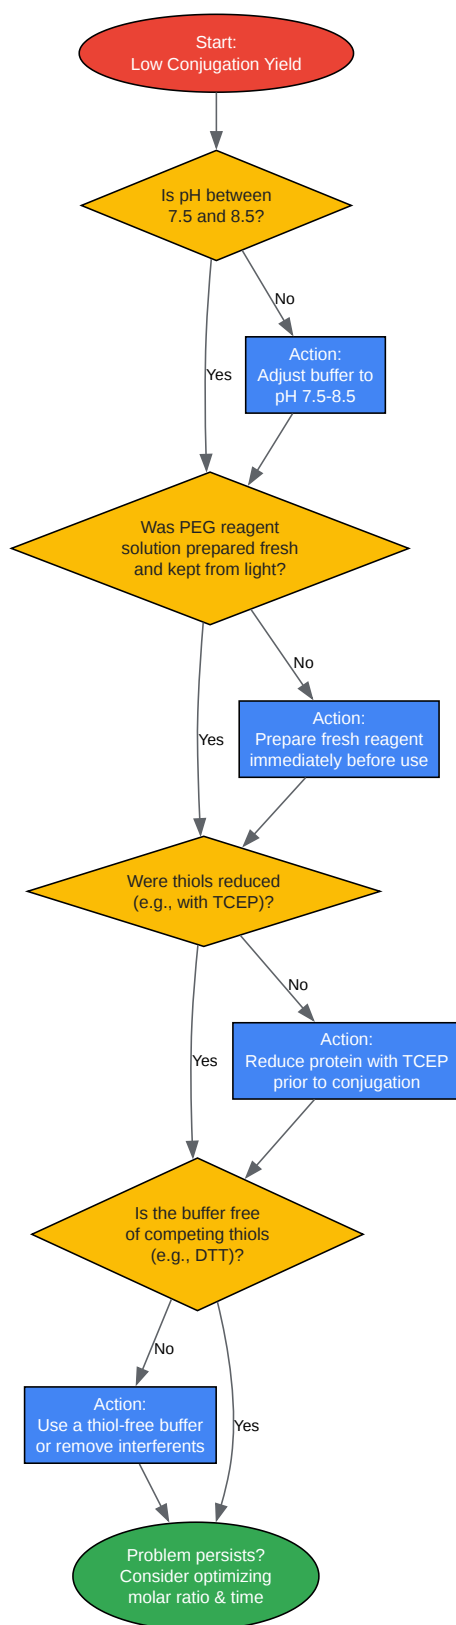 Start:
Low Conjugation Yield
Is pH between
7.5 and 8.5?
No
Action:
Adjust buffer to
pH 7.5-8.5
Yes
Was PEG reagent
solution prepared fresh
and kept from light?
No
Action:
Prepare fresh reagent
immediately before use
Yes
Were thiols reduced
(e.g., with TCEP)?
No
Action:
Reduce protein with TCEP
prior to conjugation
Yes
Is the buffer free
of competing thiols
(e.g., DTT)?
No
Action:
Use a thiol-free buffer
or remove interferents
Yes
Problem persists?
Consider optimizing
molar ratio & time